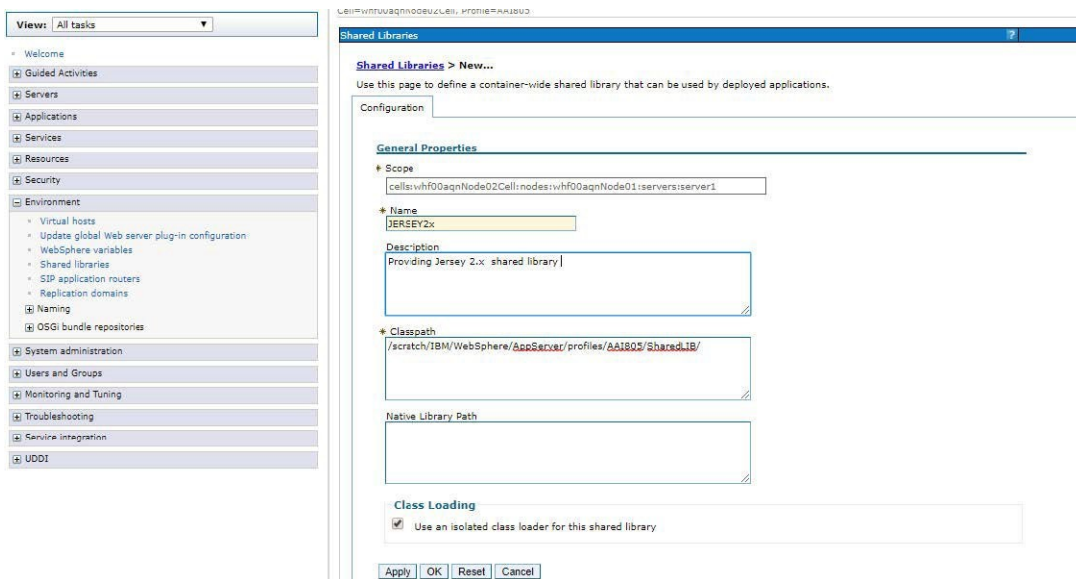 Cell=whf00aqnNode02Cell, Profile=AAI805
View: All tasks
Welcome
Guided Activities
Servers
Applications
Services
Resources
Security
Environment
Virtual hosts
Update global Web server plug-in configuration
WebSphere variables
Shared libraries
SIP application routers
Replication domains
Naming
OSGi bundle repositories
System administration
Users and Groups
Monitoring and Tuning
Troubleshooting
Service integration
UDDI
Shared Libraries ?
Shared Libraries > New...
Use this page to define a container-wide shared library that can be used by deployed applications.
Configuration
General Properties
* Scope
cells:whf00aqnNode02Cell:nodes:whf00aqnNode01:servers:server1
* Name
JERSEY2x
Description
Providing Jersey 2.x shared library
* Classpath
/scratch/IBM/WebSphere/AppServer/profiles/AAI805/SharedLIB/
Native Library Path
Class Loading
Use an isolated class loader for this shared library
Apply OK Reset Cancel